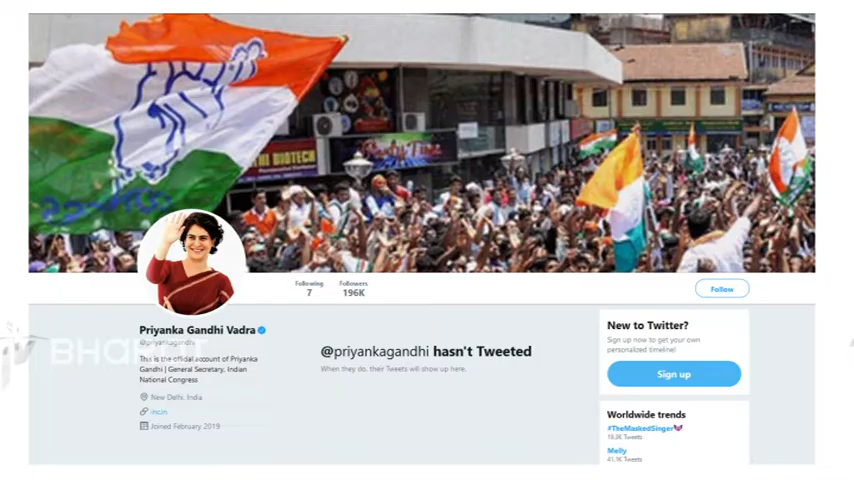 BIOTECH
Following
7
Followers
196K
Follow
Priyanka Gandhi Vadra
@priyankagandhi
This is the official account of Priyanka
Gandhi | General Secretary, Indian
National Congress
New Delhi, India
inc.in
Joined February 2019
@priyankagandhi hasn't Tweeted
When they do, their Tweets will show up here.
New to Twitter?
Sign up now to get your own
personalized timeline!
Sign up
Worldwide trends
#TheMaskedSinger
Melly